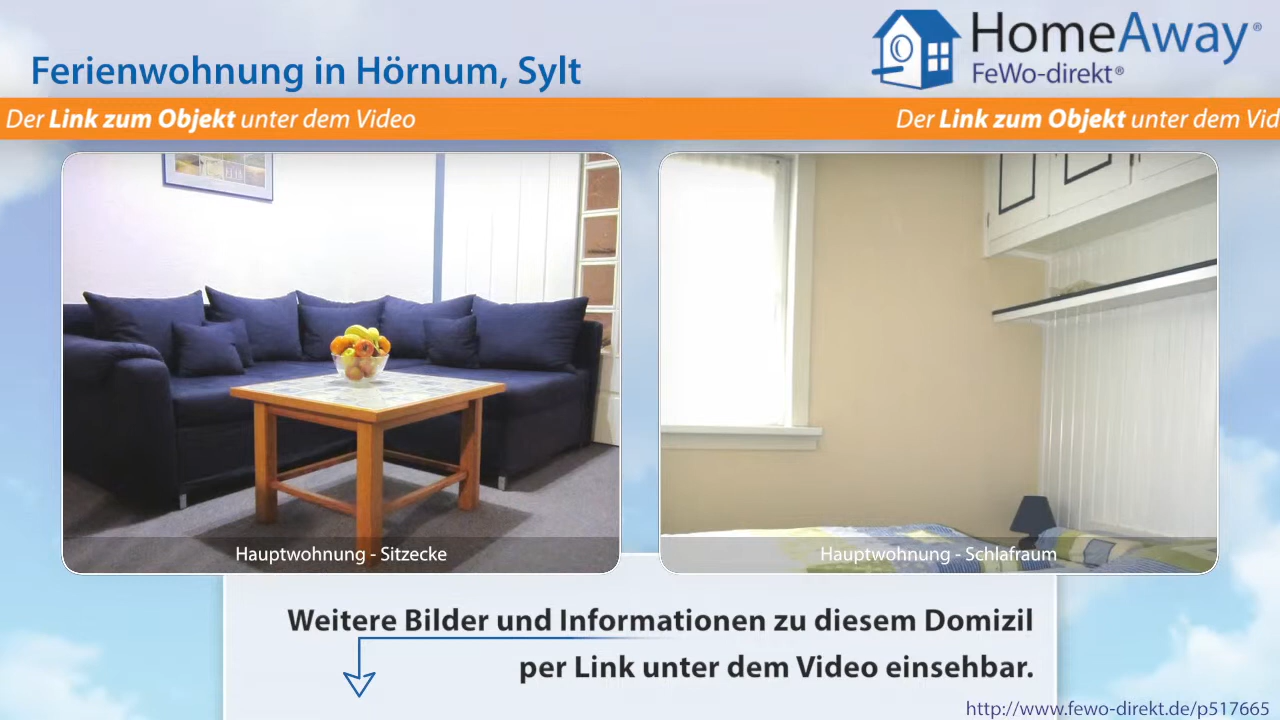 HomeAway®
FeWo-direkt®
Ferienwohnung in Hörnum, Sylt
Der Link zum Objekt unter dem Video
Der Link zum Objekt unter dem Vid
Hauptwohnung - Sitzecke
Hauptwohnung - Schlafraum
Weitere Bilder und Informationen zu diesem Domizil
per Link unter dem Video einsehbar.
http://www.fewo-direkt.de/p517665